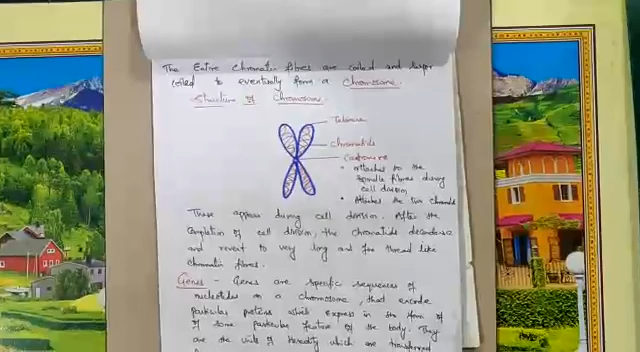 The Entire Chromatin fibres are coiled and super
coiled to eventually form a Chromosome.
Structure of Chromosome
Telomere
Chromatids
Centromere
• attaches to the
spindle fibres during
cell division
• Attaches the two Chromatids
These appears during cell division. After the
Completion of cell division, the chromatids decondense
and revert to very long and fine thread like
chromatin fibres.
Genes - Genes are specific sequences of
nucleotides on a chromosome, that encode
particular proteins which express in the form of
of some particular feature of the body. They
are the units of Heredity which are transferred